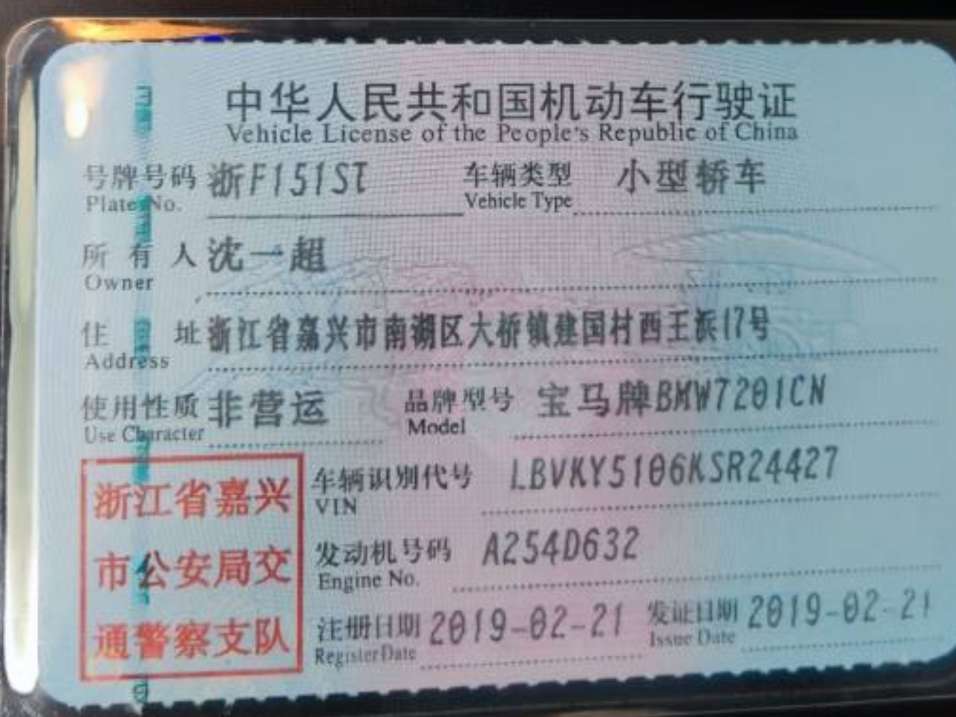 中华人民共和国机动车行驶证
Vehicle License of the People's Republic of China
号牌号码 浙F151ST 车辆类型 小型轿车
Plate No. Vehicle Type
所有人 沈一超
Owner
住址 浙江省嘉兴市南湖区大桥镇建国村西王浜17号
Address
使用性质 非营运 品牌型号 宝马牌BMW7201CN
Use Character Model
浙江省嘉兴 车辆识别代号 LBVKY5106KSR24427
VIN
市公安局交 发动机号码 A254D632
Engine No.
通警察支队 注册日期 2019-02-21 发证日期 2019-02-21
Register Date Issue Date